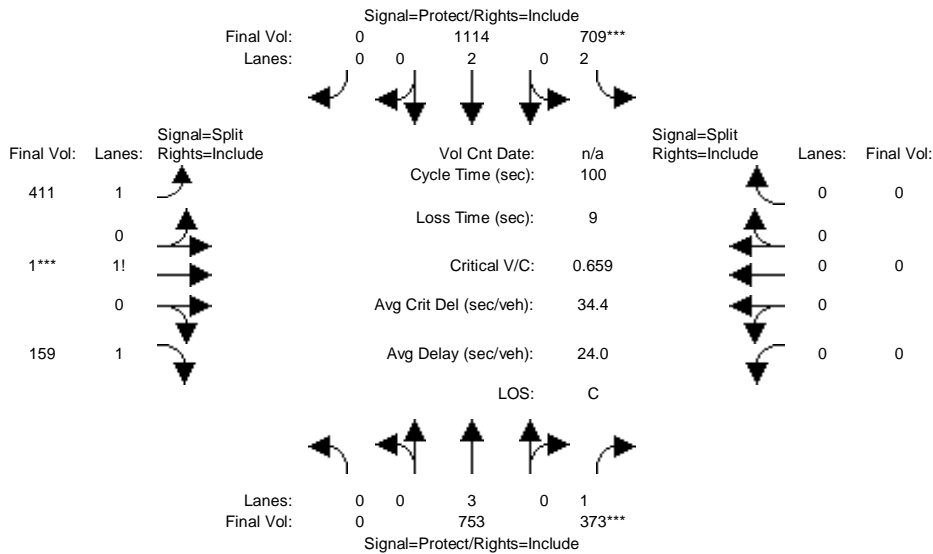 Signal=Protect/Rights=Include
Final Vol: 0 1114 709***
Lanes: 0 0 2 0 2
Signal=Split
Final Vol: Lanes: Rights=Include
Vol Cnt Date: n/a
Signal=Split
Rights=Include Lanes: Final Vol:
Cycle Time (sec): 100
411 1
0 0
Loss Time (sec): 9
0
0
1*** 1!
Critical V/C: 0.659
0 0
0
Avg Crit Del (sec/veh): 34.4
0
159 1
Avg Delay (sec/veh): 24.0
0 0
LOS: C
Lanes: 0 0 3 0 1
Final Vol: 0 753 373***
Signal=Protect/Rights=Include